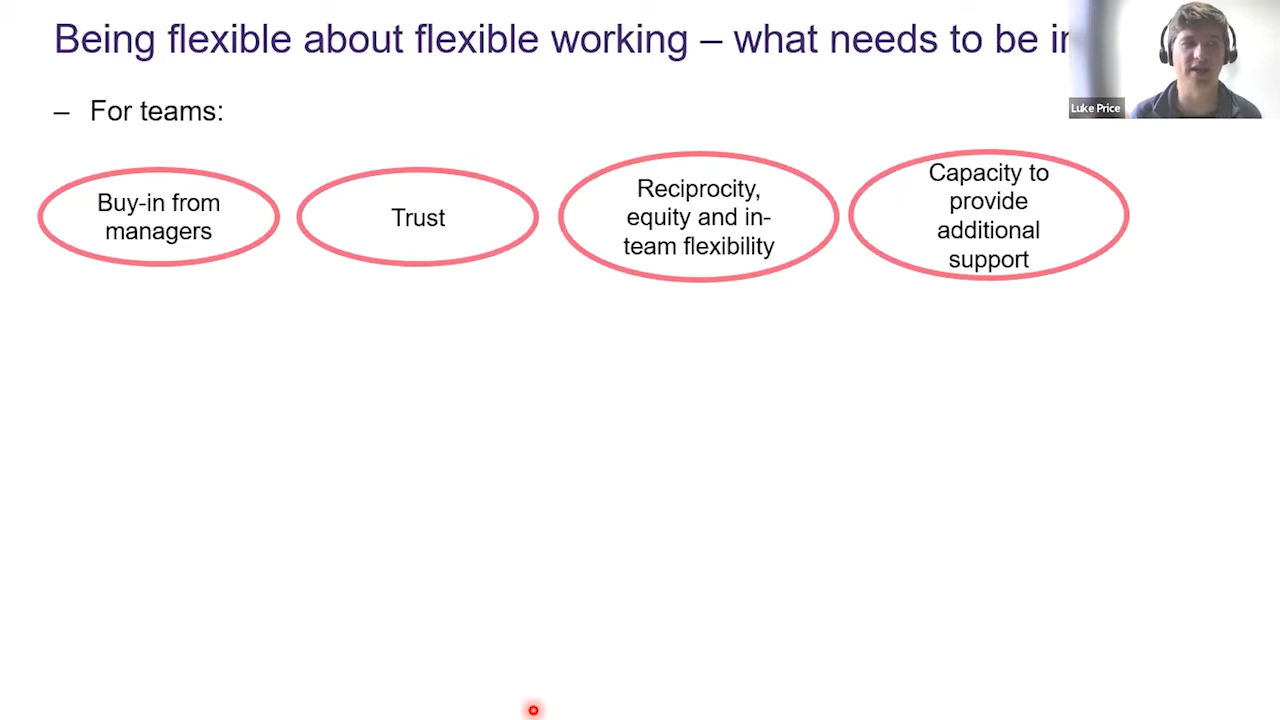 Being flexible about flexible working – what needs to be in
– For teams:
Buy-in from
managers
Trust
Reciprocity,
equity and in-
team flexibility
Capacity to
provide
additional
support
Luke Price